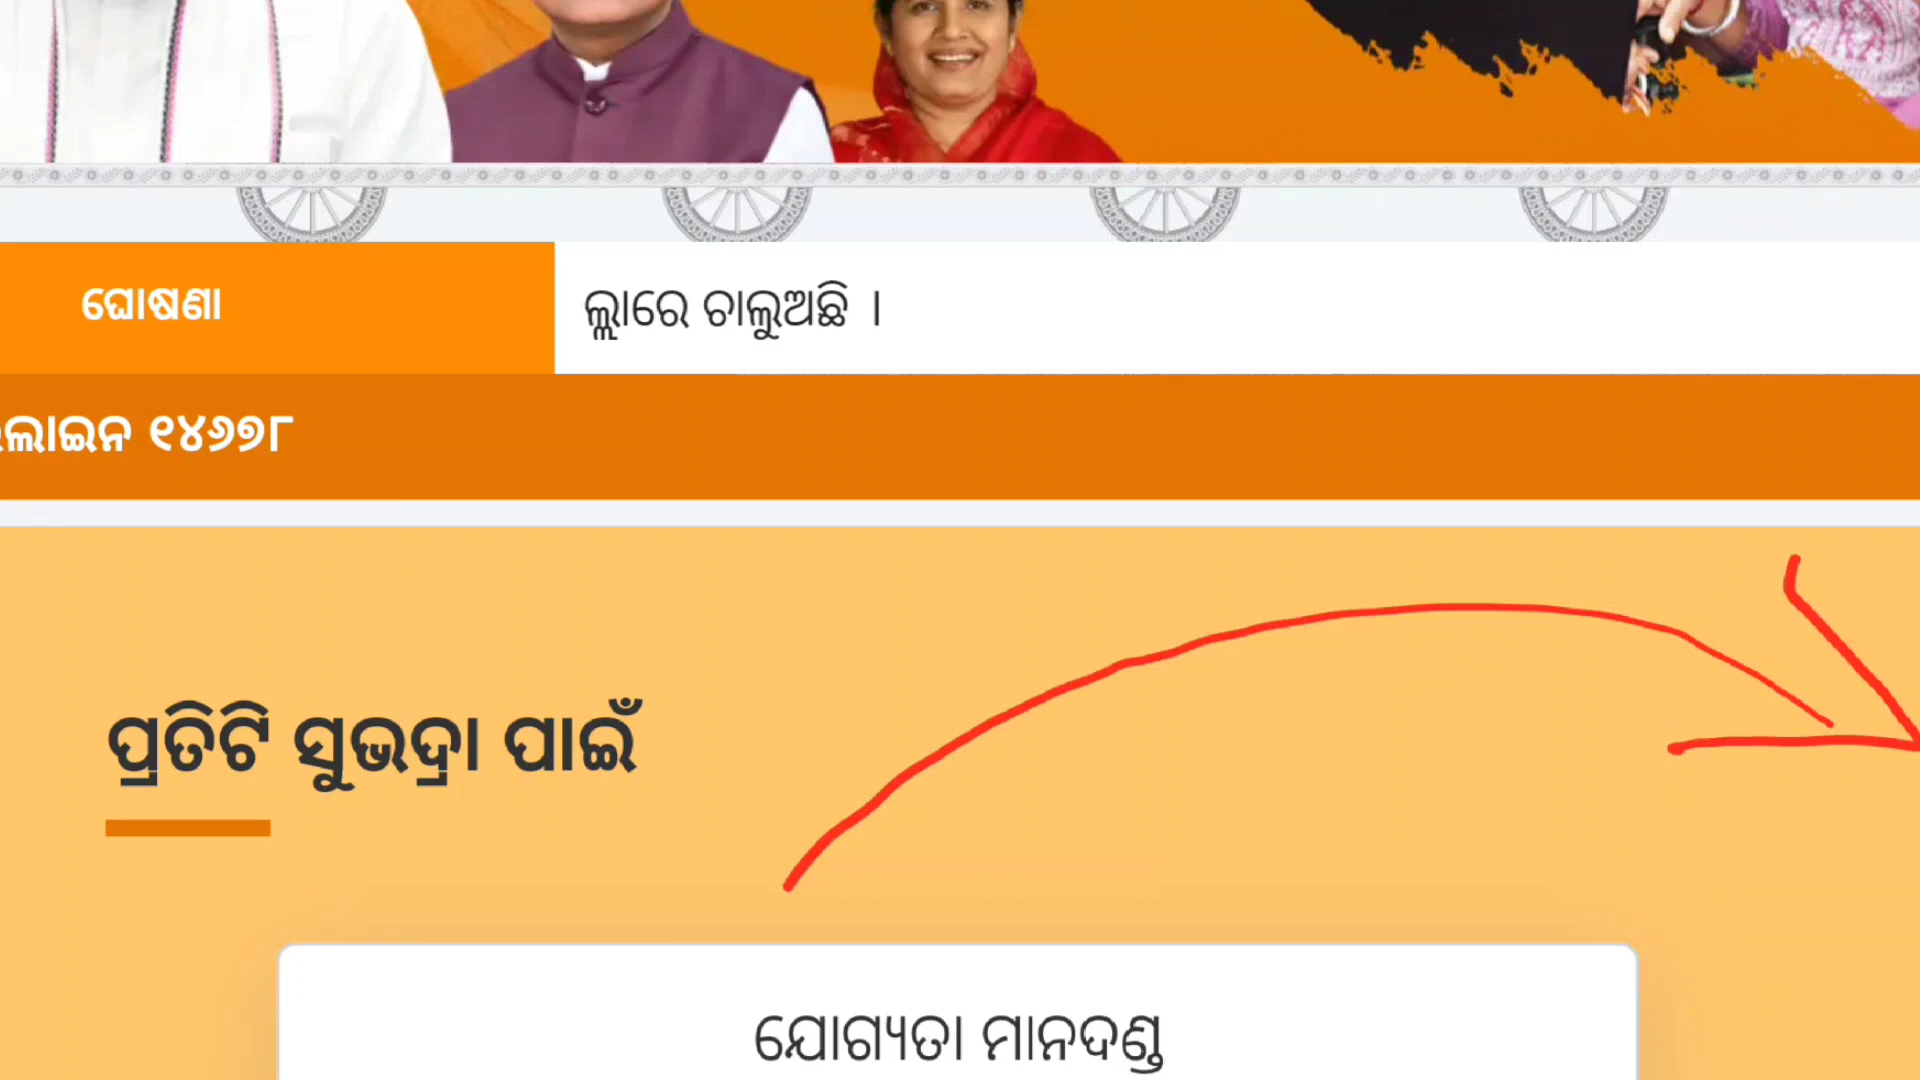 ଘୋଷଣା
ଲ୍ଲାରେ ଚାଲୁଅଛି ।
ଲାଇନ ୧୪୬୭୮
ପ୍ରତିଟି ସୁଭଦ୍ରା ପାଇଁ
ଯୋଗ୍ୟତା ମାନଦଣ୍ଡ